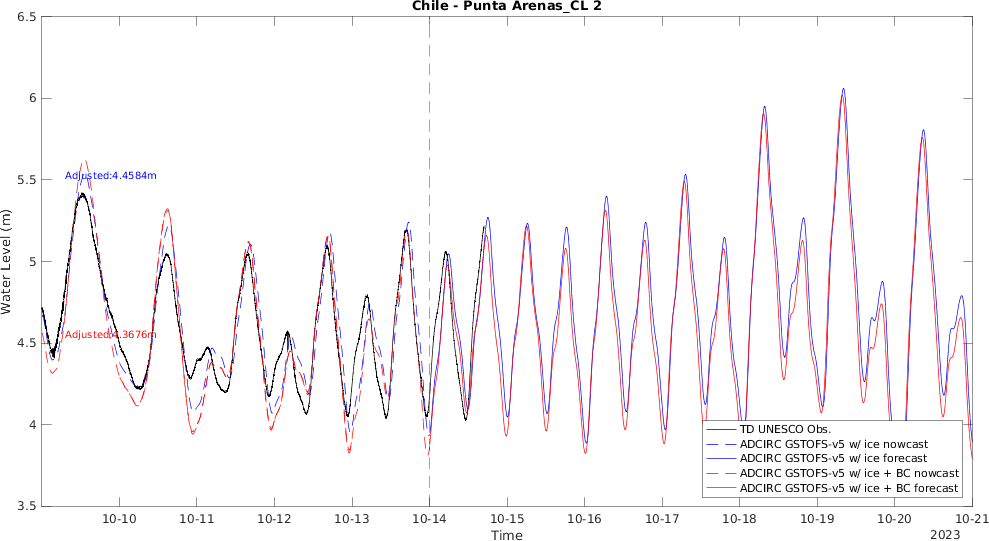 Chile - Punta Arenas_CL 2
Water Level (m)
6.5
6
5.5
5
4.5
4
3.5
Adjusted:4.4584m
Adjusted:4.3676m
TD UNESCO Obs.
ADCIRC GSTOFS-v5 w/ ice nowcast
ADCIRC GSTOFS-v5 w/ ice forecast
ADCIRC GSTOFS-v5 w/ ice + BC nowcast
ADCIRC GSTOFS-v5 w/ ice + BC forecast
10-10 10-11 10-12 10-13 10-14 10-15 10-16 10-17 10-18 10-19 10-20 10-21
Time
2023